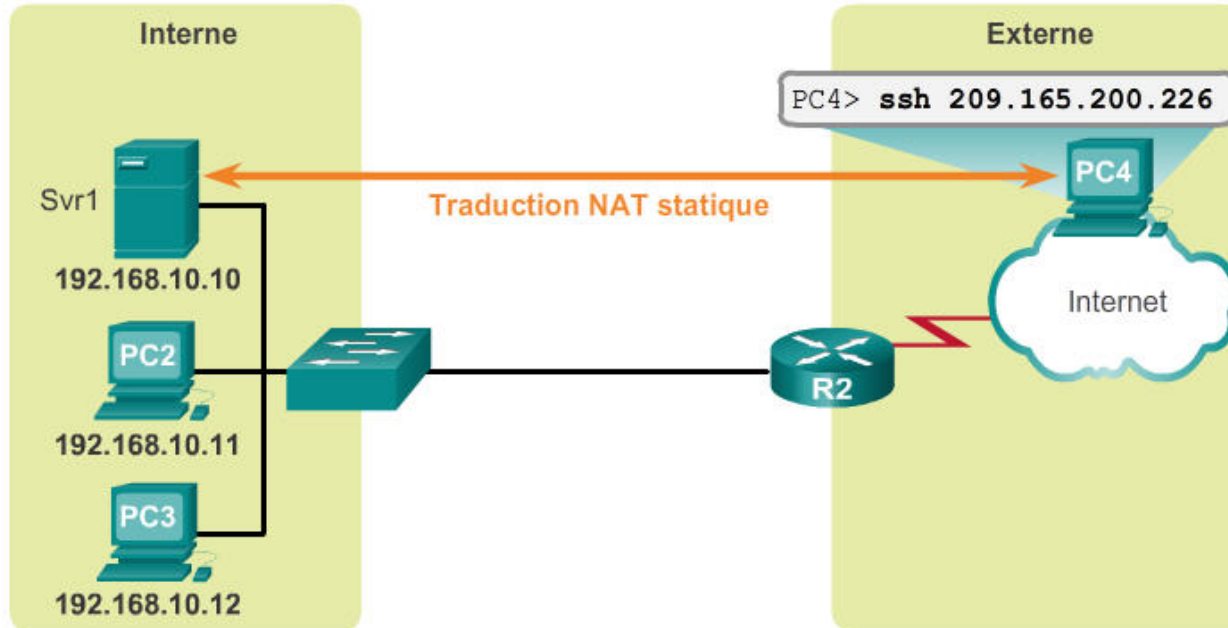 Interne
Externe
PC4> ssh 209.165.200.226
PC4
Svr1
Traduction NAT statique
192.168.10.10
Internet
PC2
R2
192.168.10.11
PC3
192.168.10.12